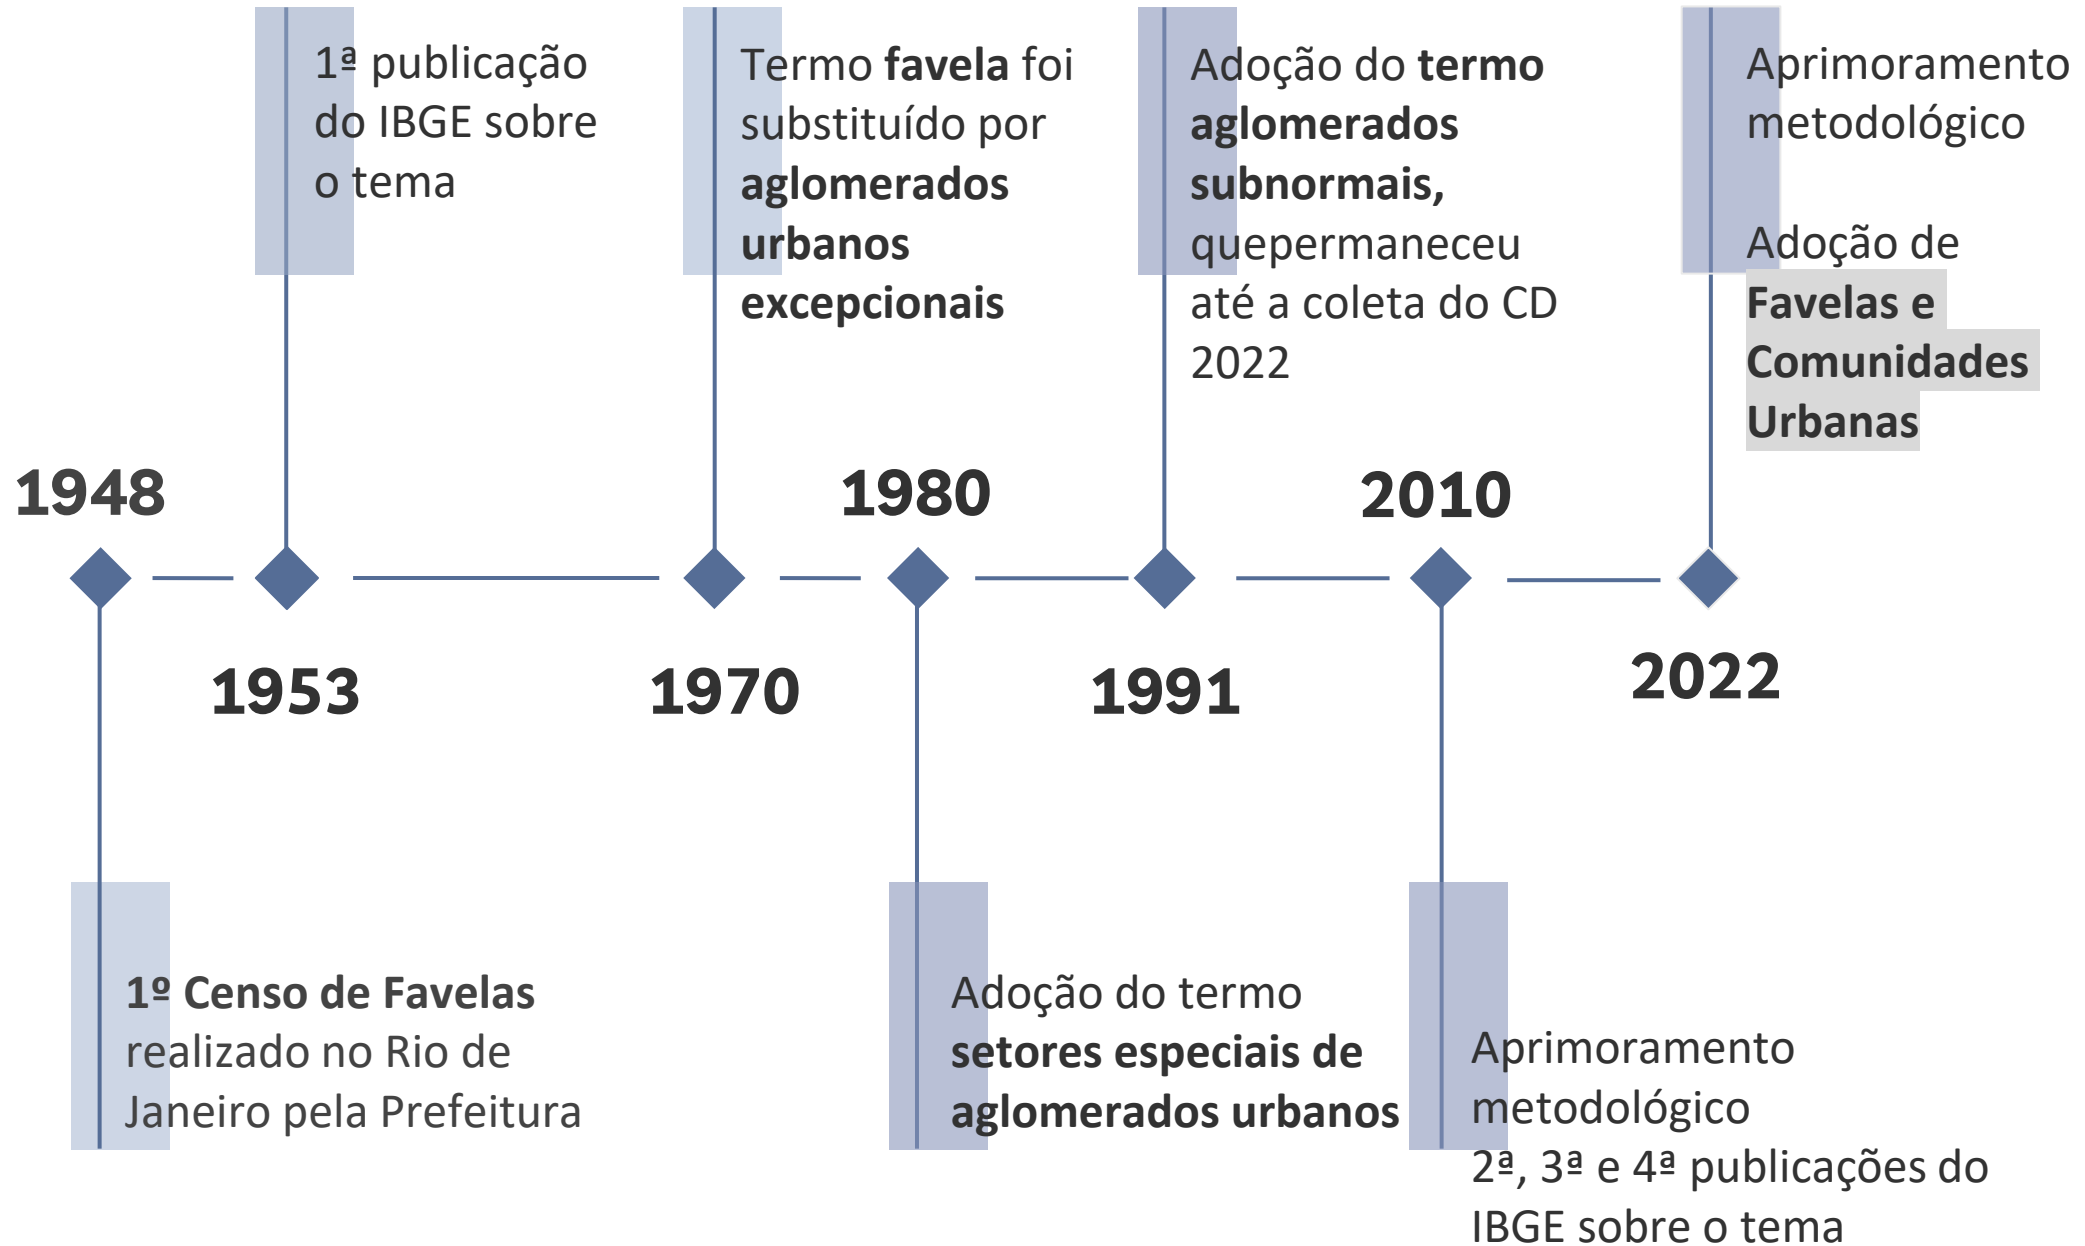 1ª publicação
do IBGE sobre
o tema
Termo favela foi
substituído por
aglomerados
urbanos
excepcionais
Adoção do termo
aglomerados
subnormais,
quepermaneceu
até a coleta do CD
2022
Aprimoramento
metodológico
Adoção de
Favelas e
Comunidades
Urbanas
1948
1980
2010
1953
1970
1991
2022
1º Censo de Favelas
realizado no Rio de
Janeiro pela Prefeitura
Adoção do termo
setores especiais de
aglomerados urbanos
Aprimoramento
metodológico
2ª, 3ª e 4ª publicações do
IBGE sobre o tema